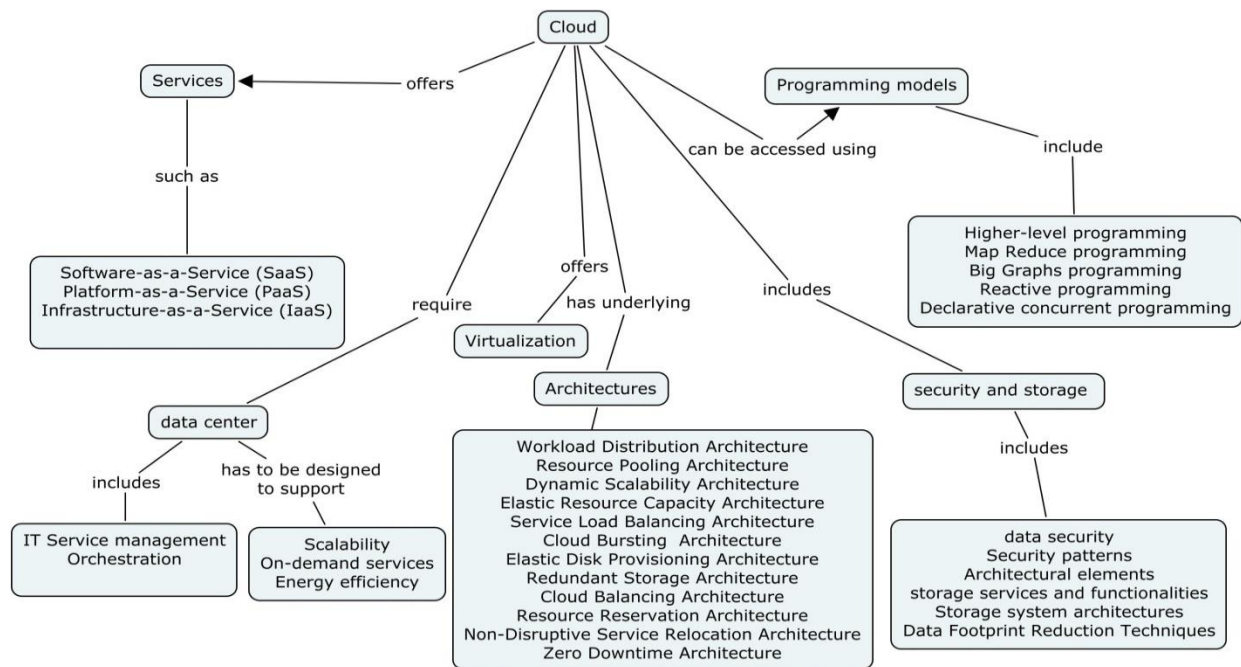 Cloud
Services
offers
Programming models
can be accessed using
include
such as
Higher-level programming
Map Reduce programming
Big Graphs programming
Reactive programming
Declarative concurrent programming
Software-as-a-Service (SaaS)
Platform-as-a-Service (PaaS)
Infrastructure-as-a-Service (IaaS)
require
offers
has underlying
includes
Virtualization
Architectures
security and storage
data center
includes
has to be designed
to support
includes
IT Service management
Orchestration
Scalability
On-demand services
Energy efficiency
Workload Distribution Architecture
Resource Pooling Architecture
Dynamic Scalability Architecture
Elastic Resource Capacity Architecture
Service Load Balancing Architecture
Cloud Bursting  Architecture
Elastic Disk Provisioning Architecture
Redundant Storage Architecture
Cloud Balancing Architecture
Resource Reservation Architecture
Non-Disruptive Service Relocation Architecture
Zero Downtime Architecture
data security
Security patterns
Architectural elements
storage services and functionalities
Storage system architectures
Data Footprint Reduction Techniques